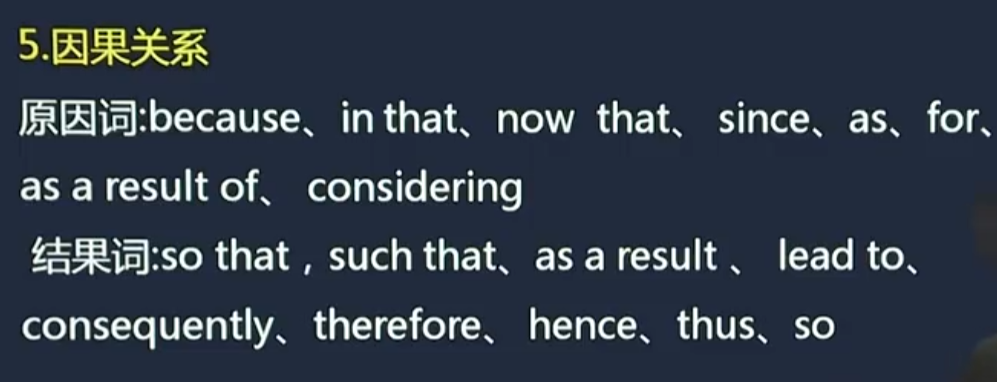 5.因果关系
原因词:because、in that、now that、since、as、for、
as a result of、considering
结果词:so that，such that、as a result 、lead to、
consequently、therefore、hence、thus、so